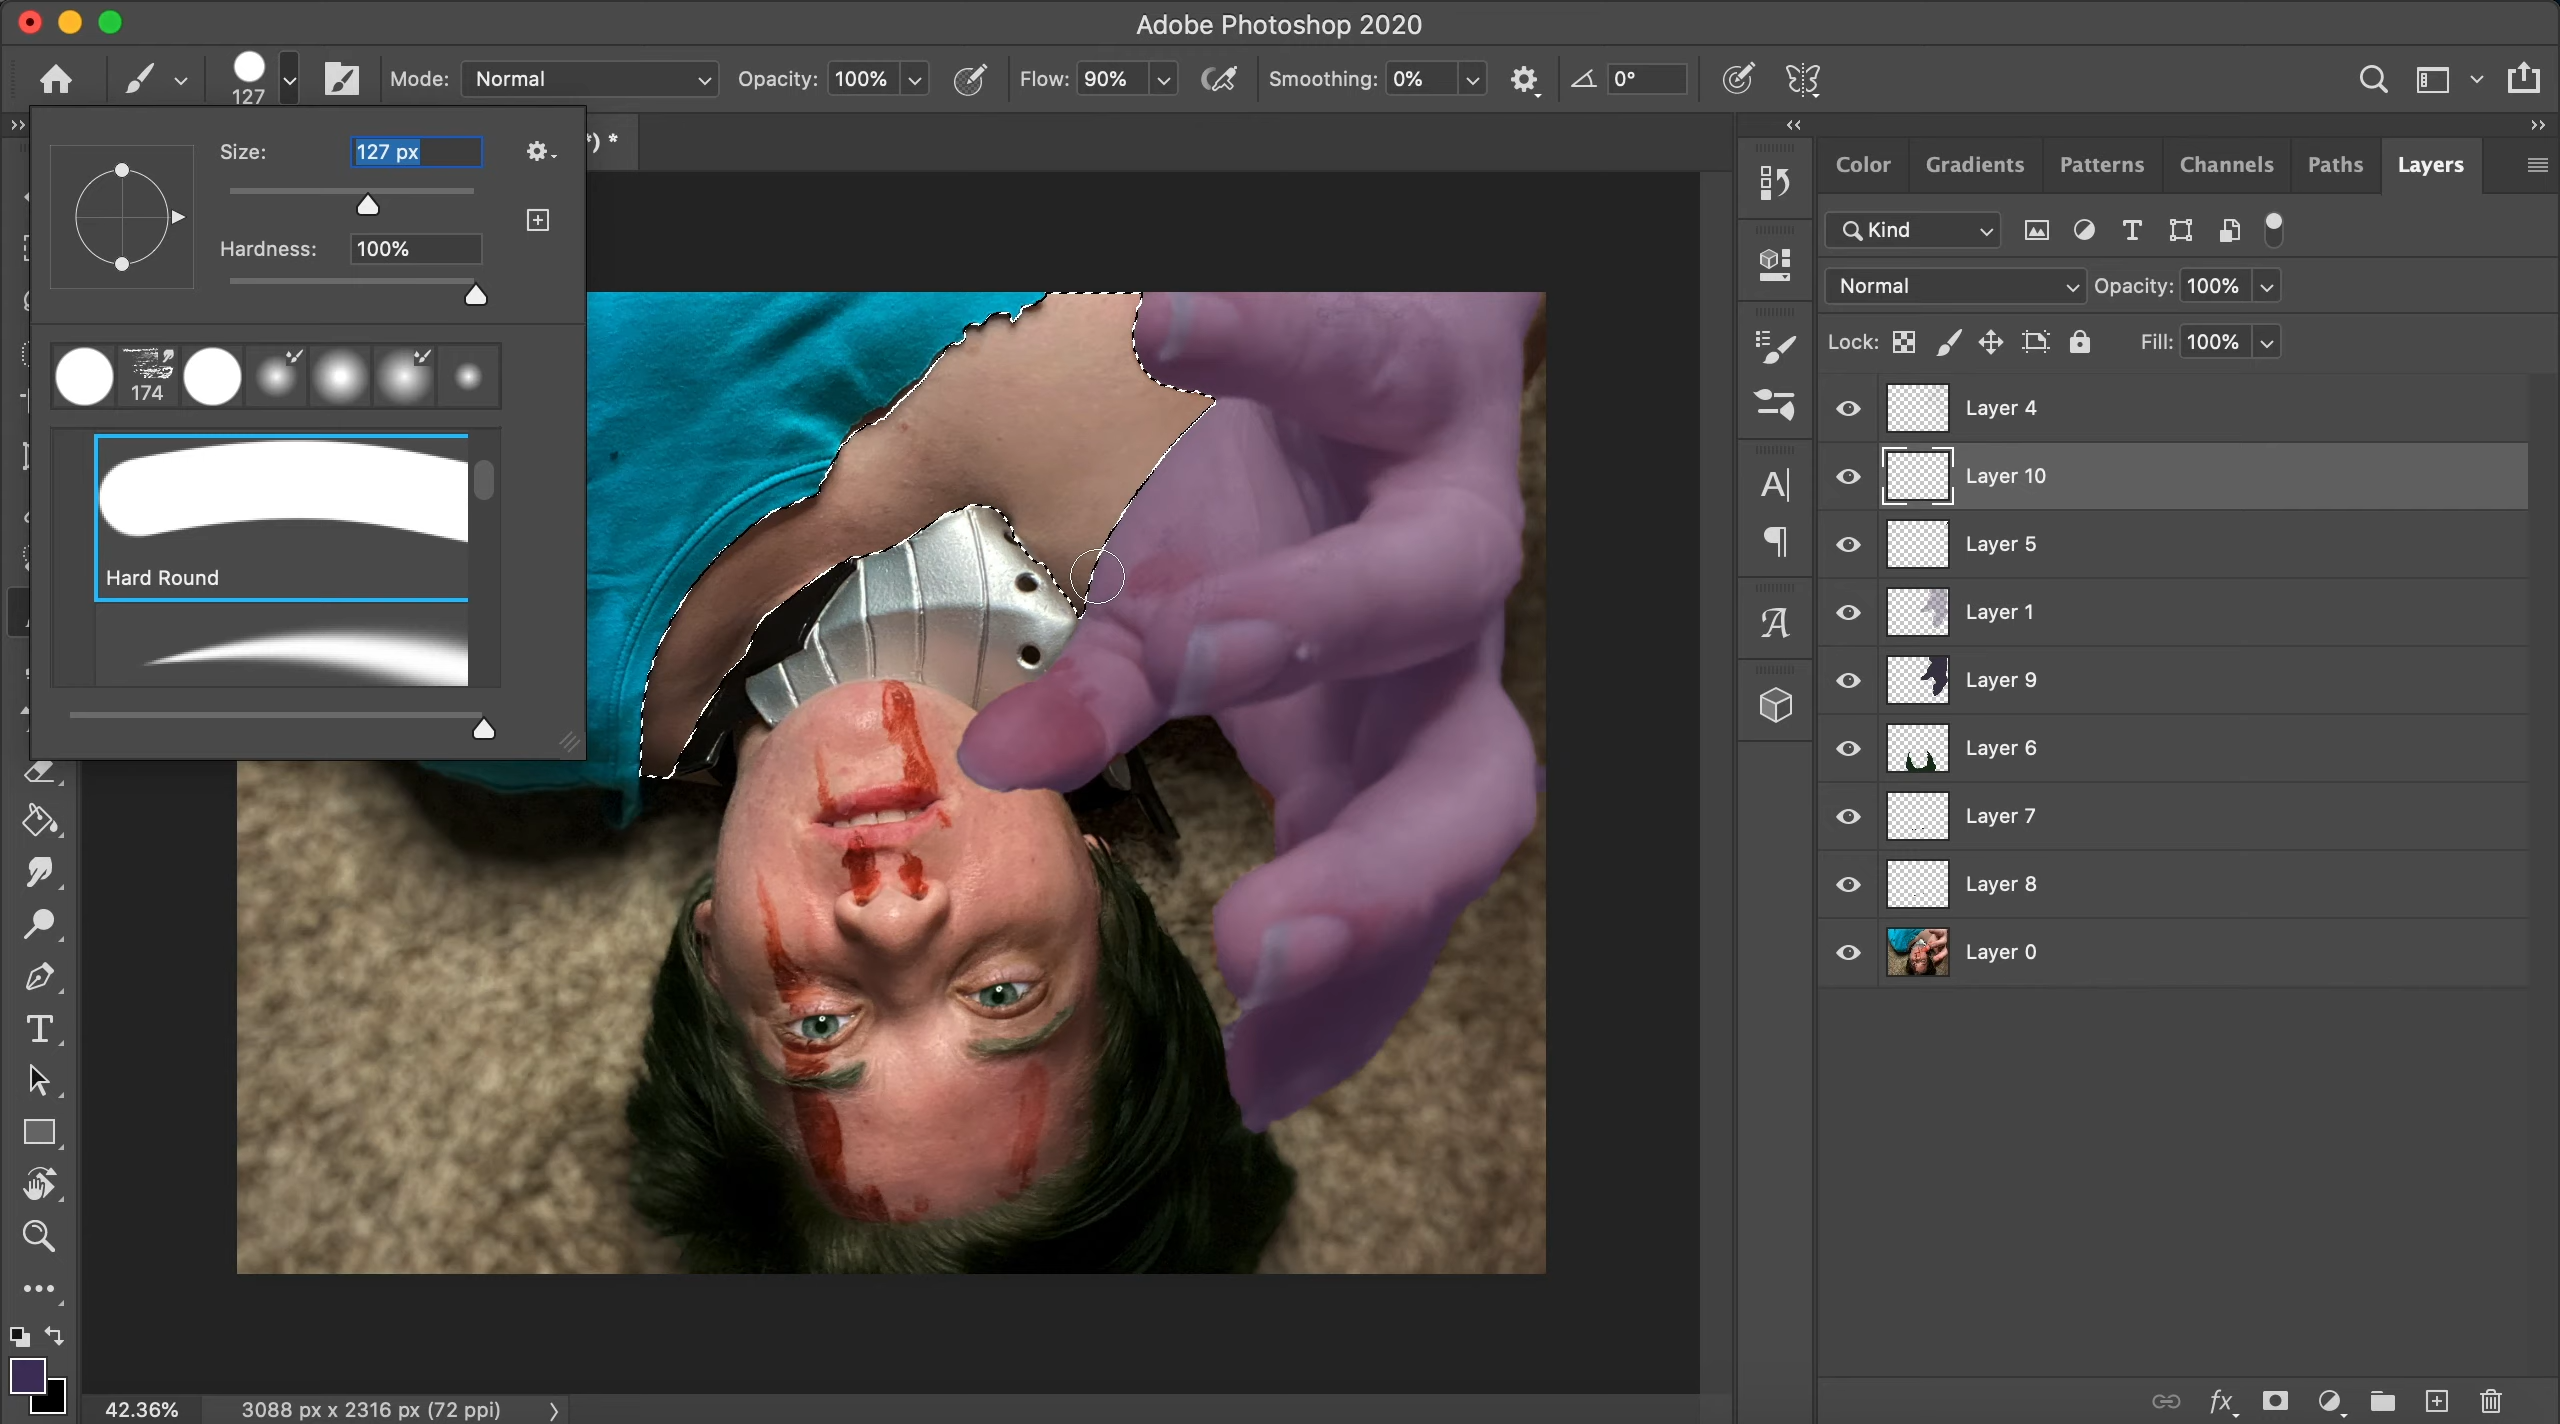 Adobe Photoshop 2020
127
Mode: Normal Opacity: 100% Flow: 90% Smoothing: 0% 0°
*) *
Size: 127 px
Hardness: 100%
174
Hard Round
Color Gradients Patterns Channels Paths Layers
Kind
Normal Opacity: 100%
Lock: Fill: 100%
Layer 4
Layer 10
Layer 5
Layer 1
Layer 9
Layer 6
Layer 7
Layer 8
Layer 0
fx
42.36% 3088 px x 2316 px (72 ppi)